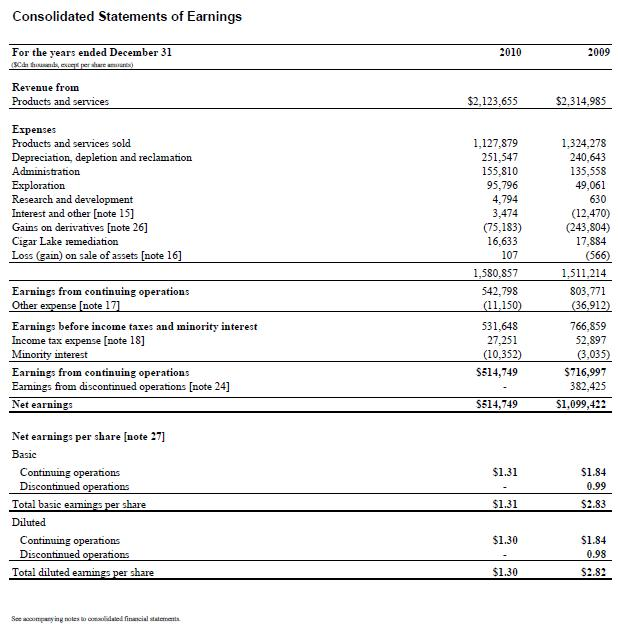 Consolidated Statements of Earnings
For the years ended December 31 2010 2009
($Cdn thousands, except per share amounts)
Revenue from
Products and services $2,123,655 $2,314,985
Expenses
Products and services sold 1,127,879 1,324,278
Depreciation, depletion and reclamation 251,547 240,643
Administration 155,810 135,558
Exploration 95,796 49,061
Research and development 4,794 630
Interest and other [note 15] 3,474 (12,470)
Gains on derivatives [note 26] (75,183) (243,804)
Cigar Lake remediation 16,633 17,884
Loss (gain) on sale of assets [note 16] 107 (566)
1,580,857 1,511,214
Earnings from continuing operations 542,798 803,771
Other expense [note 17] (11,150) (36,912)
Earnings before income taxes and minority interest 531,648 766,859
Income tax expense [note 18] 27,251 52,897
Minority interest (10,352) (3,035)
Earnings from continuing operations $514,749 $716,997
Earnings from discontinued operations [note 24] - 382,425
Net earnings $514,749 $1,099,422
Net earnings per share [note 27]
Basic
Continuing operations $1.31 $1.84
Discontinued operations - 0.99
Total basic earnings per share $1.31 $2.83
Diluted
Continuing operations $1.30 $1.84
Discontinued operations - 0.98
Total diluted earnings per share $1.30 $2.82
See accompanying notes to consolidated financial statements.